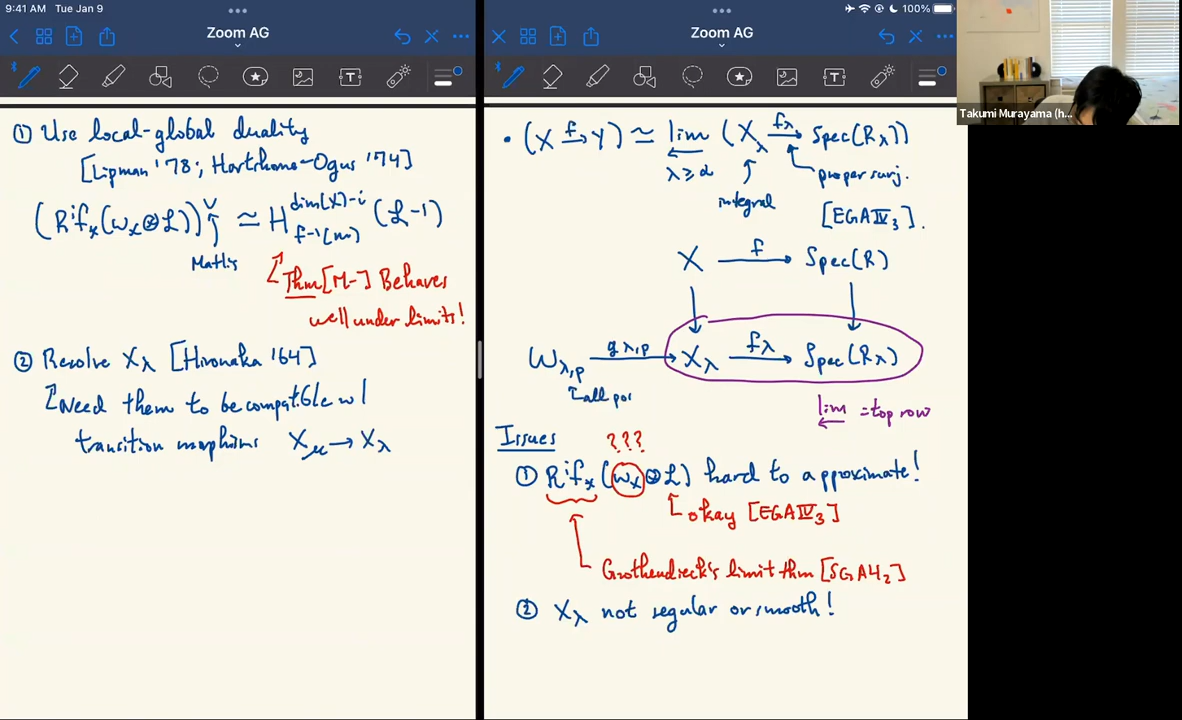 9:41 AM Tue Jan 9
Zoom AG
① Use local-global duality
[Lipman '78; Hartshorne-Ogus '74]
(R^i f_*(ω_X⊗L))^∨ ≃ H^{dim(X)-i}_{f^{-1}(m)}(L^{-1})
Matlis
Thm [M-] Behaves
well under limits!
② Resolve X_λ [Hironaka '64]
Need them to be compatible w/
transition morphisms X_μ → X_λ
100%
Zoom AG
• (X →^f Y) ≃ lim (X_λ →^{f_λ} Spec(R_λ))
λ≥α
proper surj.
integral
[EGA IV_3].
X →^f Spec(R)
W_{λ,p} →^{g_{λ,p}} X_λ →^{f_λ} Spec(R_λ)
all po
lim = top row
Issues
???
① R^i f_*(ω_X⊗L) hard to approximate!
okay [EGA IV_3]
Grothendieck's limit thm [SGA4_2]
② X_λ not regular or smooth!
Takumi Murayama (h...